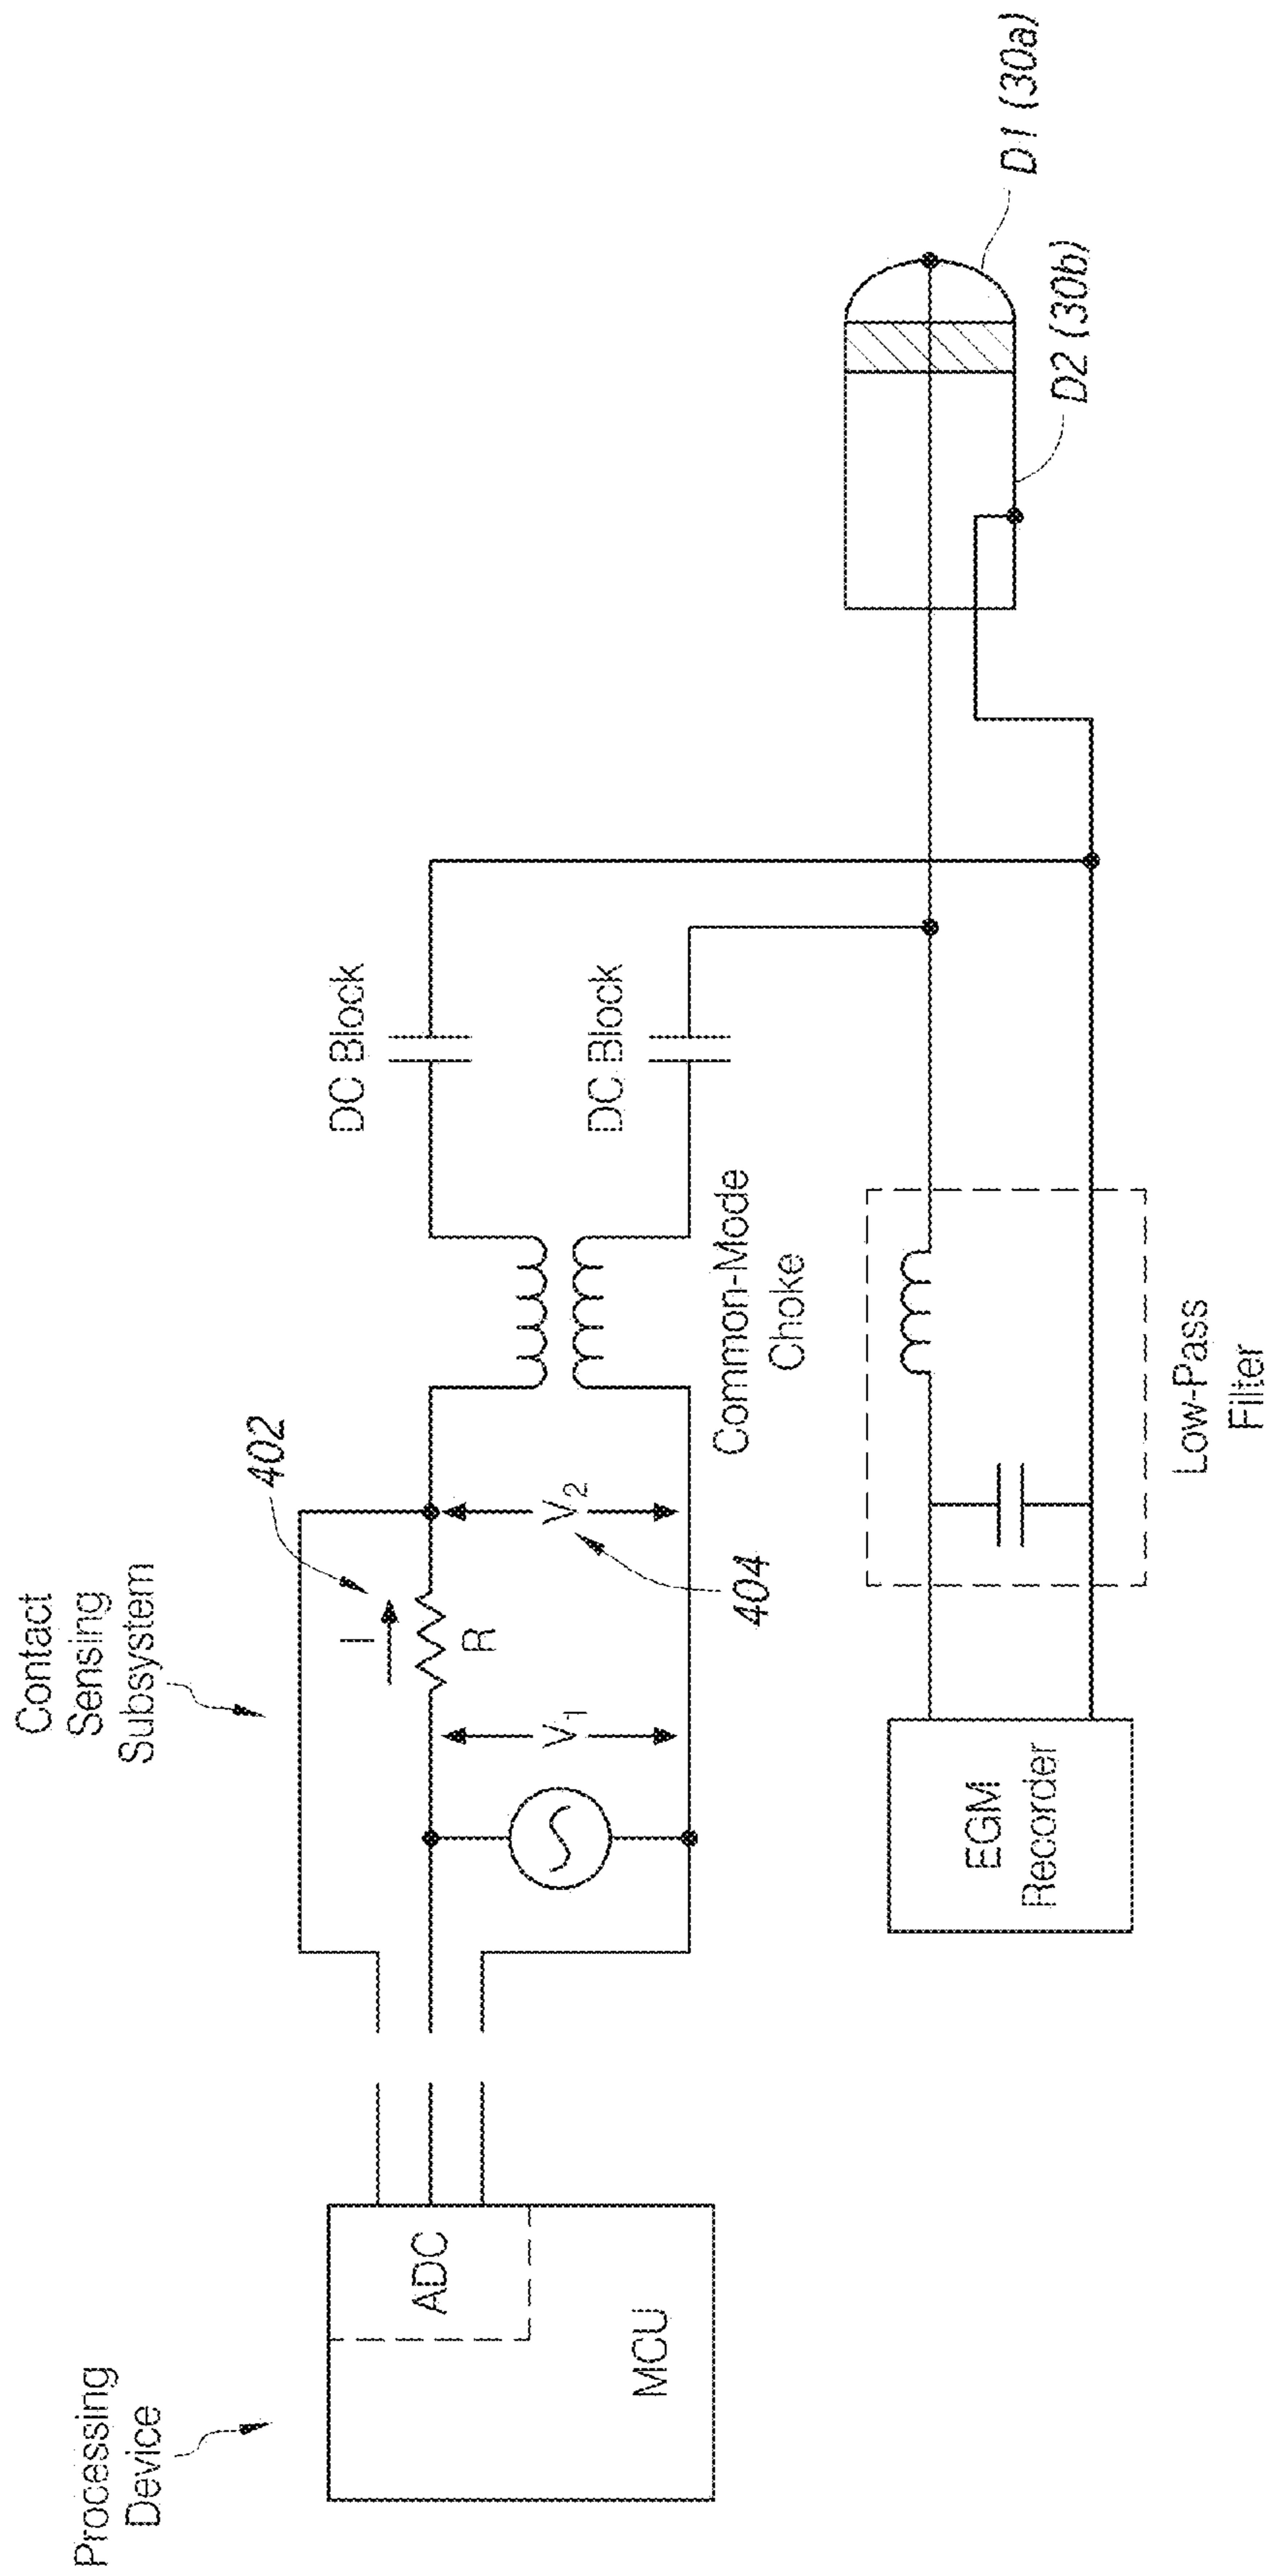 Processing
Device
ADC
MCU
Contact
Sensing
Subsystem
402
I
R
V1
V2
404
DC Block
DC Block
Common-Mode
Choke
EGM
Recorder
Low-Pass
Filter
D1 (30a)
D2 (30b)